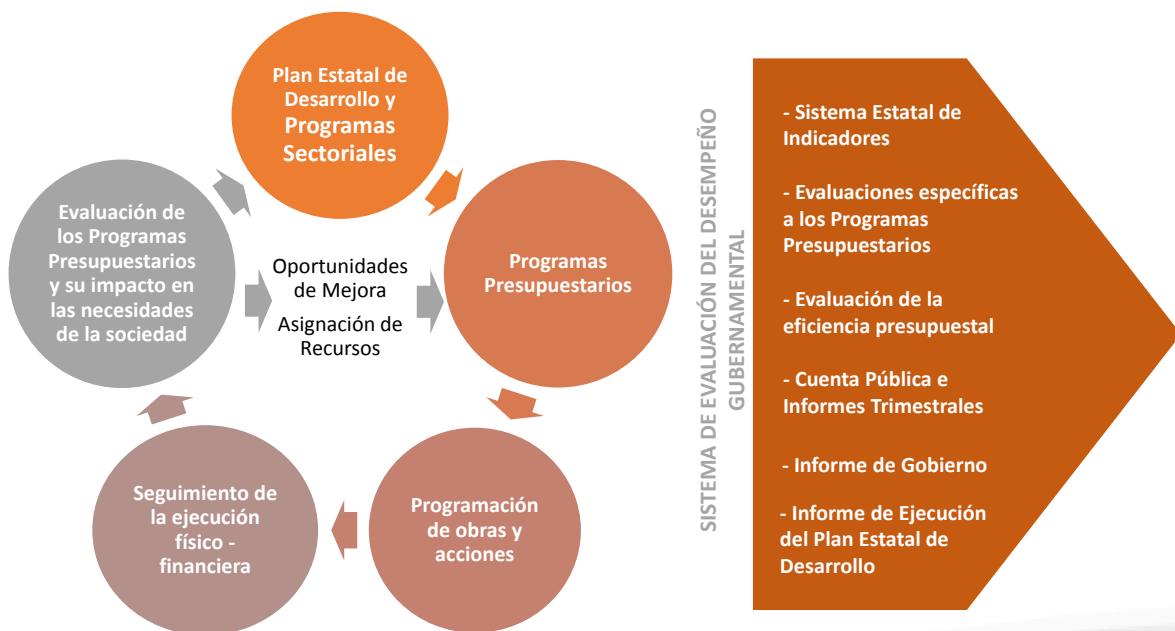 Plan Estatal de
Desarrollo y
Programas
Sectoriales
Programas
Presupuestarios
Programación
de obras y
acciones
Seguimiento de
la ejecución
físico -
financiera
Evaluación de
los Programas
Presupuestarios
y su impacto en
las necesidades
de la sociedad
Oportunidades
de Mejora
Asignación de
Recursos
SISTEMA DE EVALUACIÓN DEL DESEMPEÑO
GUBERNAMENTAL
- Sistema Estatal de
Indicadores
- Evaluaciones específicas
a los Programas
Presupuestarios
- Evaluación de la
eficiencia presupuestal
- Cuenta Pública e
Informes Trimestrales
- Informe de Gobierno
- Informe de Ejecución
del Plan Estatal de
Desarrollo